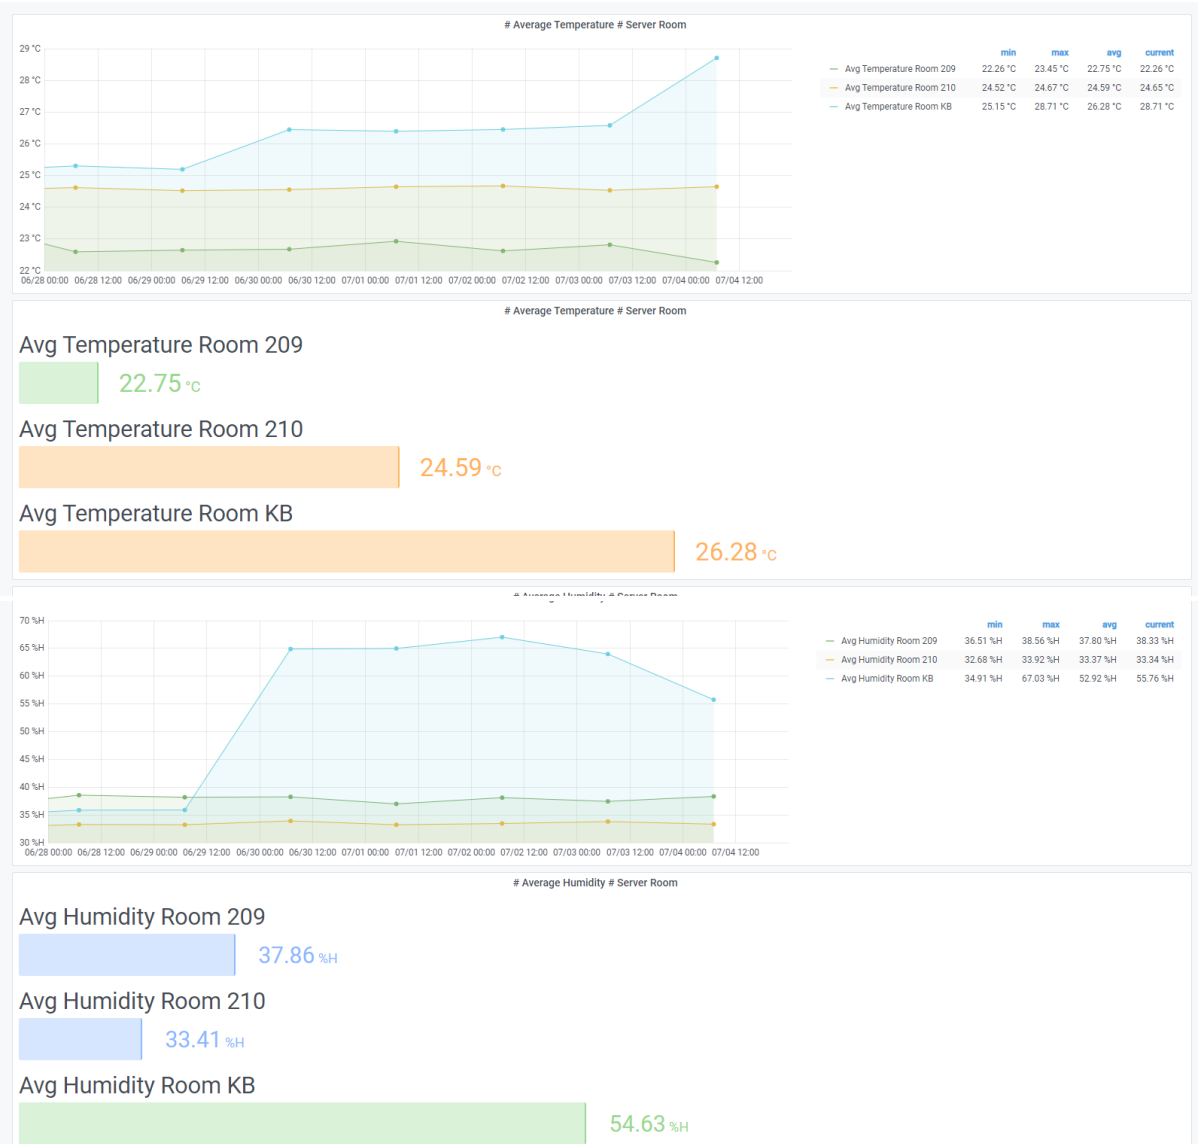 # Average Temperature # Server Room
29 °C
28 °C
27 °C
26 °C
25 °C
24 °C
23 °C
22 °C
06/28 00:00 06/28 12:00 06/29 00:00 06/29 12:00 06/30 00:00 06/30 12:00 07/01 00:00 07/01 12:00 07/02 00:00 07/02 12:00 07/03 00:00 07/03 12:00 07/04 00:00 07/04 12:00
min max avg current
Avg Temperature Room 209 22.26 °C 23.45 °C 22.75 °C 22.26 °C
Avg Temperature Room 210 24.52 °C 24.67 °C 24.59 °C 24.65 °C
Avg Temperature Room KB 25.15 °C 28.71 °C 26.28 °C 28.71 °C
# Average Temperature # Server Room
Avg Temperature Room 209
22.75 °C
Avg Temperature Room 210
24.59 °C
Avg Temperature Room KB
26.28 °C
# Average Humidity # Server Room
70 %H
65 %H
60 %H
55 %H
50 %H
45 %H
40 %H
35 %H
30 %H
06/28 00:00 06/28 12:00 06/29 00:00 06/29 12:00 06/30 00:00 06/30 12:00 07/01 00:00 07/01 12:00 07/02 00:00 07/02 12:00 07/03 00:00 07/03 12:00 07/04 00:00 07/04 12:00
min max avg current
Avg Humidity Room 209 36.51 %H 38.56 %H 37.80 %H 38.33 %H
Avg Humidity Room 210 32.68 %H 33.92 %H 33.37 %H 33.34 %H
Avg Humidity Room KB 34.91 %H 67.03 %H 52.92 %H 55.76 %H
# Average Humidity # Server Room
Avg Humidity Room 209
37.86 %H
Avg Humidity Room 210
33.41 %H
Avg Humidity Room KB
54.63 %H